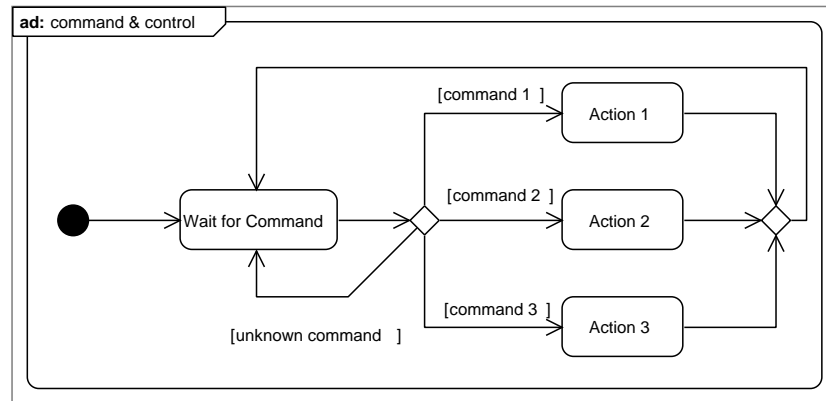 ad: command & control
[command 1 ]
Action 1
Wait for Command
[command 2 ]
Action 2
[command 3 ]
Action 3
[unknown command ]